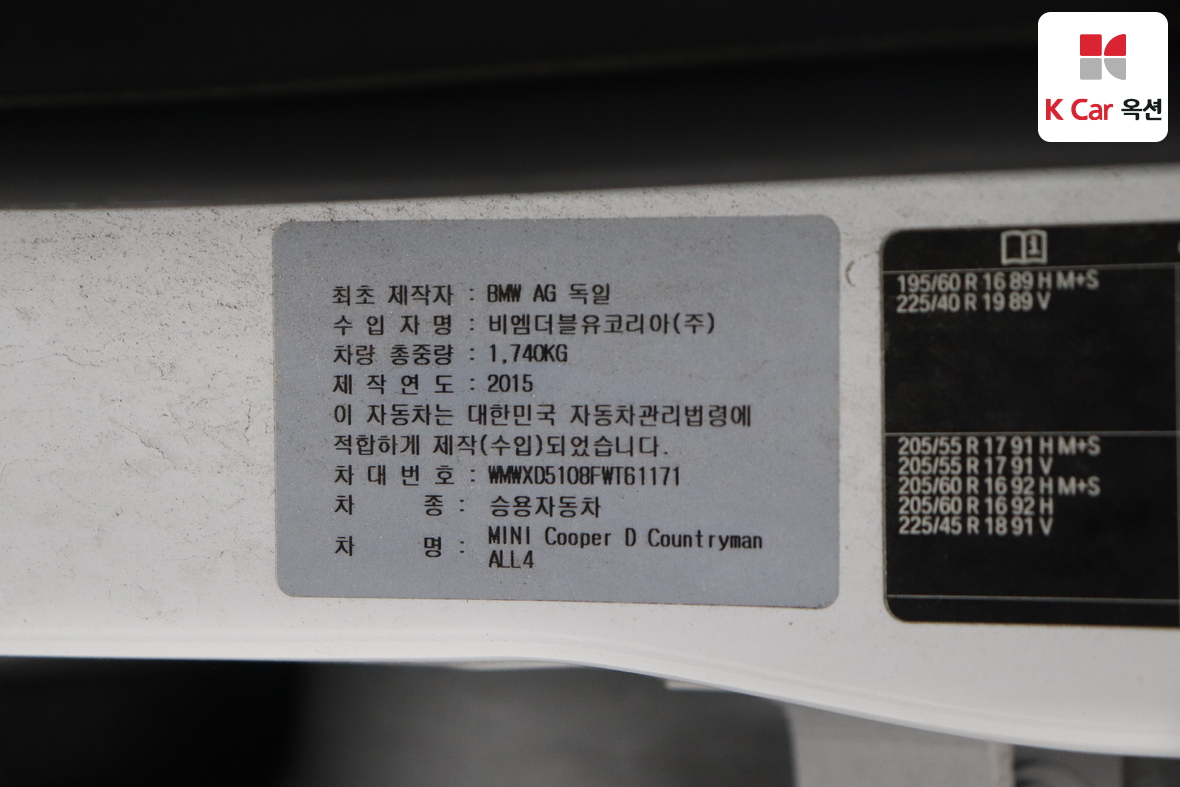 K Car 옥션
최초 제작자 : BMW AG 독일
수 입 자 명 : 비엠더블유코리아(주)
차량 총중량 : 1,740KG
제 작 연 도 : 2015
이 자동차는 대한민국 자동차관리법령에
적합하게 제작(수입)되었습니다.
차 대 번 호 : WMWXD5108FWT61171
차 종 : 승용자동차
차 명 : MINI Cooper D Countryman
ALL4
195/60 R 16 89 H M+S
225/40 R 19 89 V
205/55 R 17 91 H M+S
205/55 R 17 91 V
205/60 R 16 92 H M+S
205/60 R 16 92 H
225/45 R 18 91 V